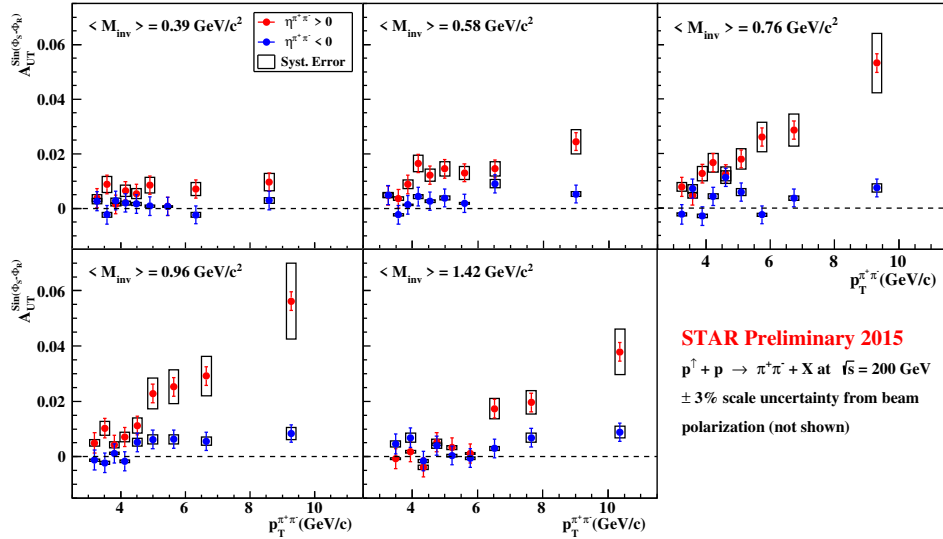 < M_inv > = 0.39 GeV/c²
η^π⁺π⁻ > 0
η^π⁺π⁻ < 0
Syst. Error
< M_inv > = 0.58 GeV/c²
< M_inv > = 0.76 GeV/c²
A_UT^Sin(Φ_S-Φ_R)
0.06
0.04
0.02
0
4 6 8 10
p_T^π⁺π⁻(GeV/c)
< M_inv > = 0.96 GeV/c²
< M_inv > = 1.42 GeV/c²
A_UT^Sin(Φ_S-Φ_R)
0.06
0.04
0.02
0
4 6 8 10
4 6 8 10
p_T^π⁺π⁻(GeV/c)
p_T^π⁺π⁻(GeV/c)
STAR Preliminary 2015
p^↑ + p → π⁺π⁻ + X at √s = 200 GeV
± 3% scale uncertainty from beam
polarization (not shown)